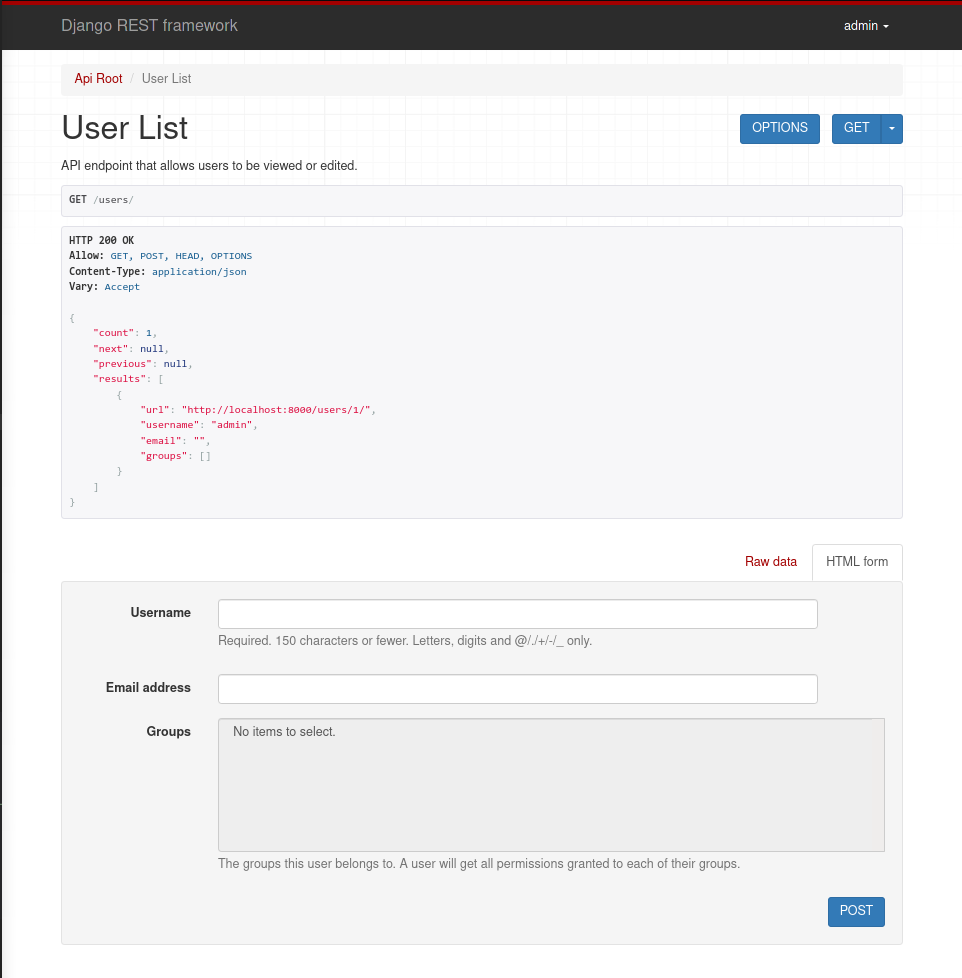 Django REST framework
admin
Api Root / User List
User List
OPTIONS
GET
API endpoint that allows users to be viewed or edited.
GET /users/
HTTP 200 OK
Allow: GET, POST, HEAD, OPTIONS
Content-Type: application/json
Vary: Accept
{
    "count": 1,
    "next": null,
    "previous": null,
    "results": [
        {
            "url": "http://localhost:8000/users/1/",
            "username": "admin",
            "email": "",
            "groups": []
        }
    ]
}
Raw data
HTML form
Username
Required. 150 characters or fewer. Letters, digits and @/./+/-/_ only.
Email address
Groups
No items to select.
The groups this user belongs to. A user will get all permissions granted to each of their groups.
POST